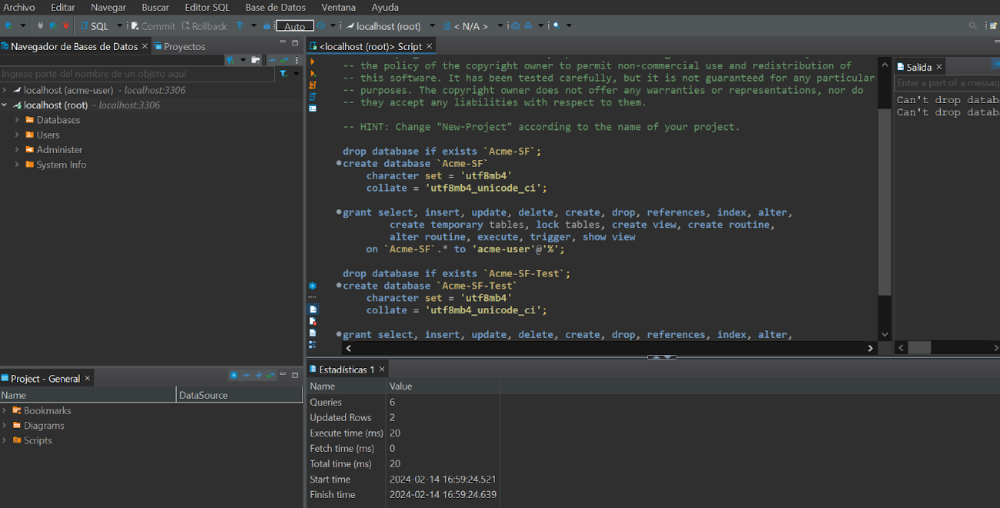 Archivo Editar Navegar Buscar Editor SQL Base de Datos Ventana Ayuda
SQL Commit Rollback Auto localhost (root) < N/A >
Navegador de Bases de Datos Proyectos
Ingrese parte del nombre de un objeto aquí
localhost (acme-user) - localhost:3306
localhost (root) - localhost:3306
Databases
Users
Administer
System Info
<localhost (root)> Script
-- the policy of the copyright owner to permit non-commercial use and redistribution of
-- this software. It has been tested carefully, but it is not guaranteed for any particular
-- purposes. The copyright owner does not offer any warranties or representations, nor do
-- they accept any liabilities with respect to them.
-- HINT: Change "New-Project" according to the name of your project.
drop database if exists `Acme-SF`;
create database `Acme-SF`
character set = 'utf8mb4'
collate = 'utf8mb4_unicode_ci';
grant select, insert, update, delete, create, drop, references, index, alter,
create temporary tables, lock tables, create view, create routine,
alter routine, execute, trigger, show view
on `Acme-SF`.* to 'acme-user'@'%';
drop database if exists `Acme-SF-Test`;
create database `Acme-SF-Test`
character set = 'utf8mb4'
collate = 'utf8mb4_unicode_ci';
grant select, insert, update, delete, create, drop, references, index, alter,
Salida
Enter a part of a messag
Can't drop datab
Can't drop datab
Project - General
Name DataSource
Bookmarks
Diagrams
Scripts
Estadísticas 1
Name Value
Queries 6
Updated Rows 2
Execute time (ms) 20
Fetch time (ms) 0
Total time (ms) 20
Start time 2024-02-14 16:59:24.521
Finish time 2024-02-14 16:59:24.639